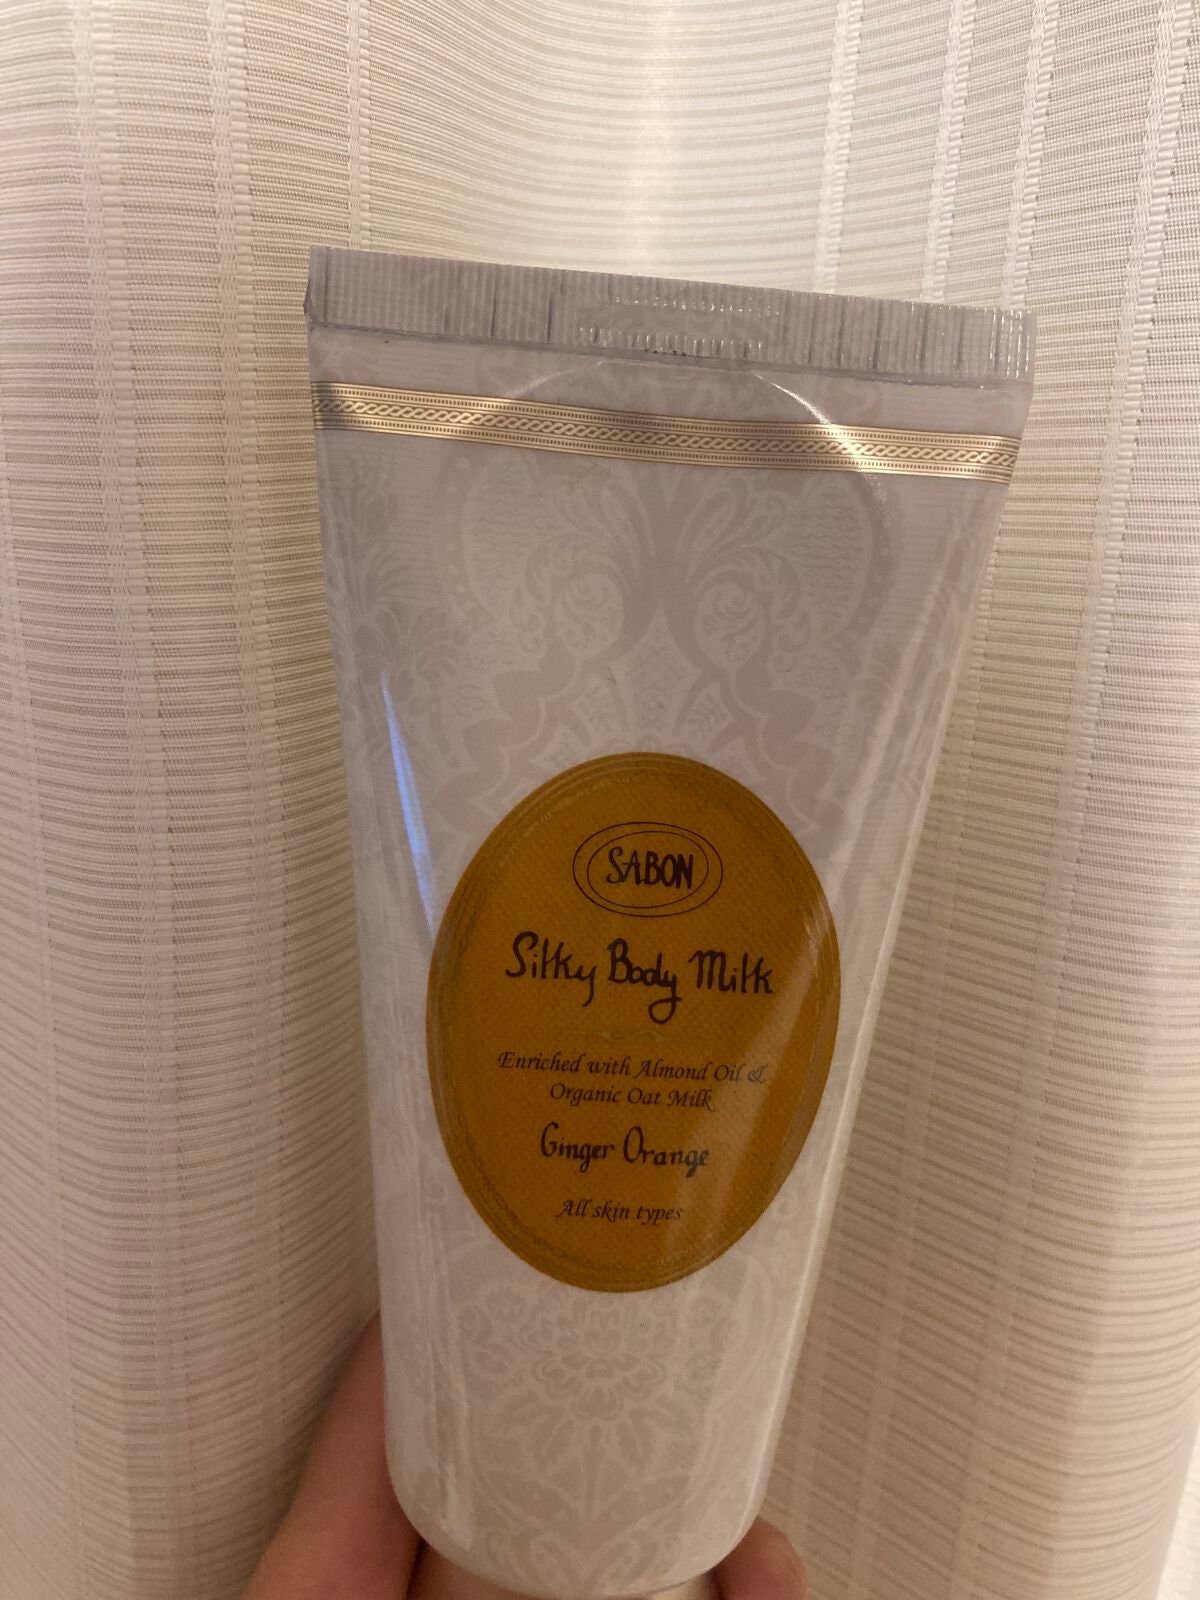 SABON
Silky Body Milk
Enriched with Almond Oil &
Organic Oat Milk
Ginger Orange
All skin types